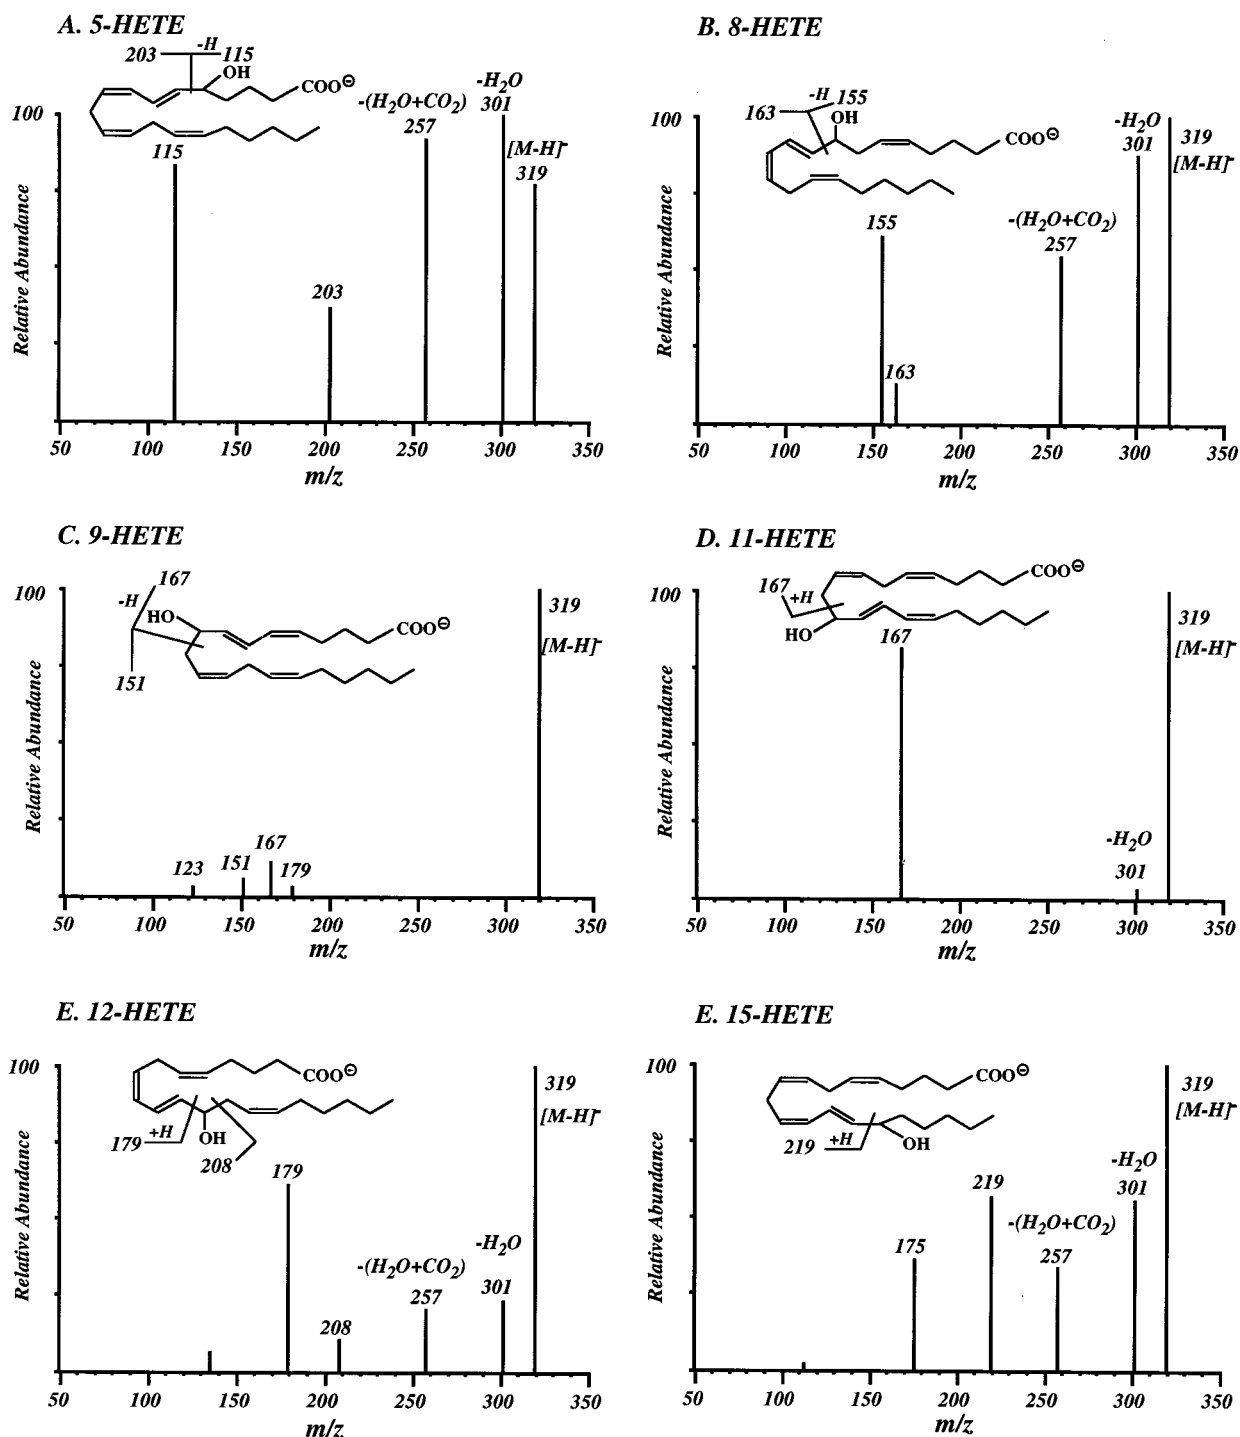 A. 5-HETE
203
-H
115
OH
COO⊖
-(H2O+CO2)
257
-H2O
301
[M-H]-
319
100
115
203
Relative Abundance
50 100 150 200 250 300 350
m/z
B. 8-HETE
163
-H
155
OH
COO⊖
-H2O
301
319
[M-H]-
100
155
-(H2O+CO2)
257
163
Relative Abundance
50 100 150 200 250 300 350
m/z
C. 9-HETE
167
-H
HO
COO⊖
151
100
319
[M-H]-
123
151
167
179
Relative Abundance
50 100 150 200 250 300 350
m/z
D. 11-HETE
COO⊖
167
+H
HO
100
167
319
[M-H]-
-H2O
301
Relative Abundance
50 100 150 200 250 300 350
m/z
E. 12-HETE
COO⊖
179
+H
OH
208
100
319
[M-H]-
179
-H2O
301
-(H2O+CO2)
257
208
Relative Abundance
50 100 150 200 250 300 350
m/z
E. 15-HETE
COO⊖
219
+H
OH
100
319
[M-H]-
-H2O
301
219
-(H2O+CO2)
257
175
Relative Abundance
50 100 150 200 250 300 350
m/z